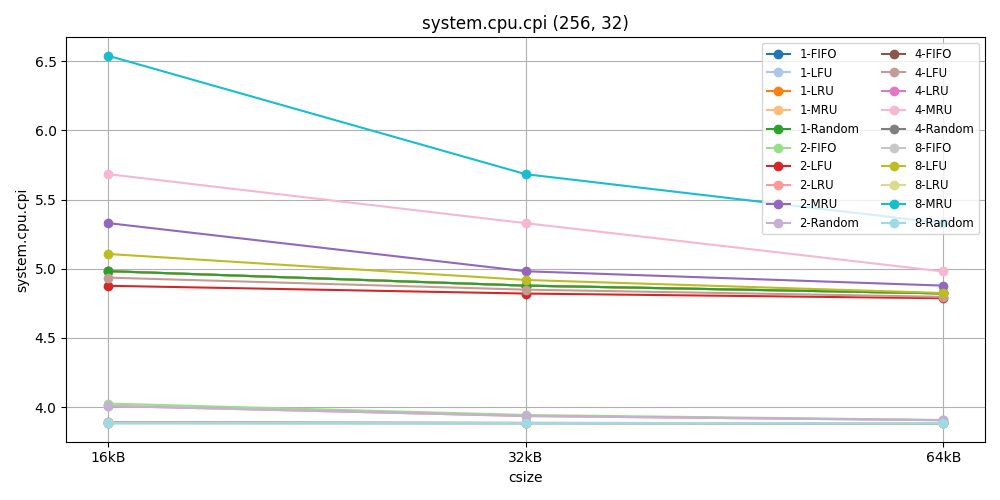 system.cpu.cpi (256, 32)
6.5
6.0
5.5
5.0
4.5
4.0
system.cpu.cpi
16kB
32kB
64kB
csize
1-FIFO
1-LFU
1-LRU
1-MRU
1-Random
2-FIFO
2-LFU
2-LRU
2-MRU
2-Random
4-FIFO
4-LFU
4-LRU
4-MRU
4-Random
8-FIFO
8-LFU
8-LRU
8-MRU
8-Random